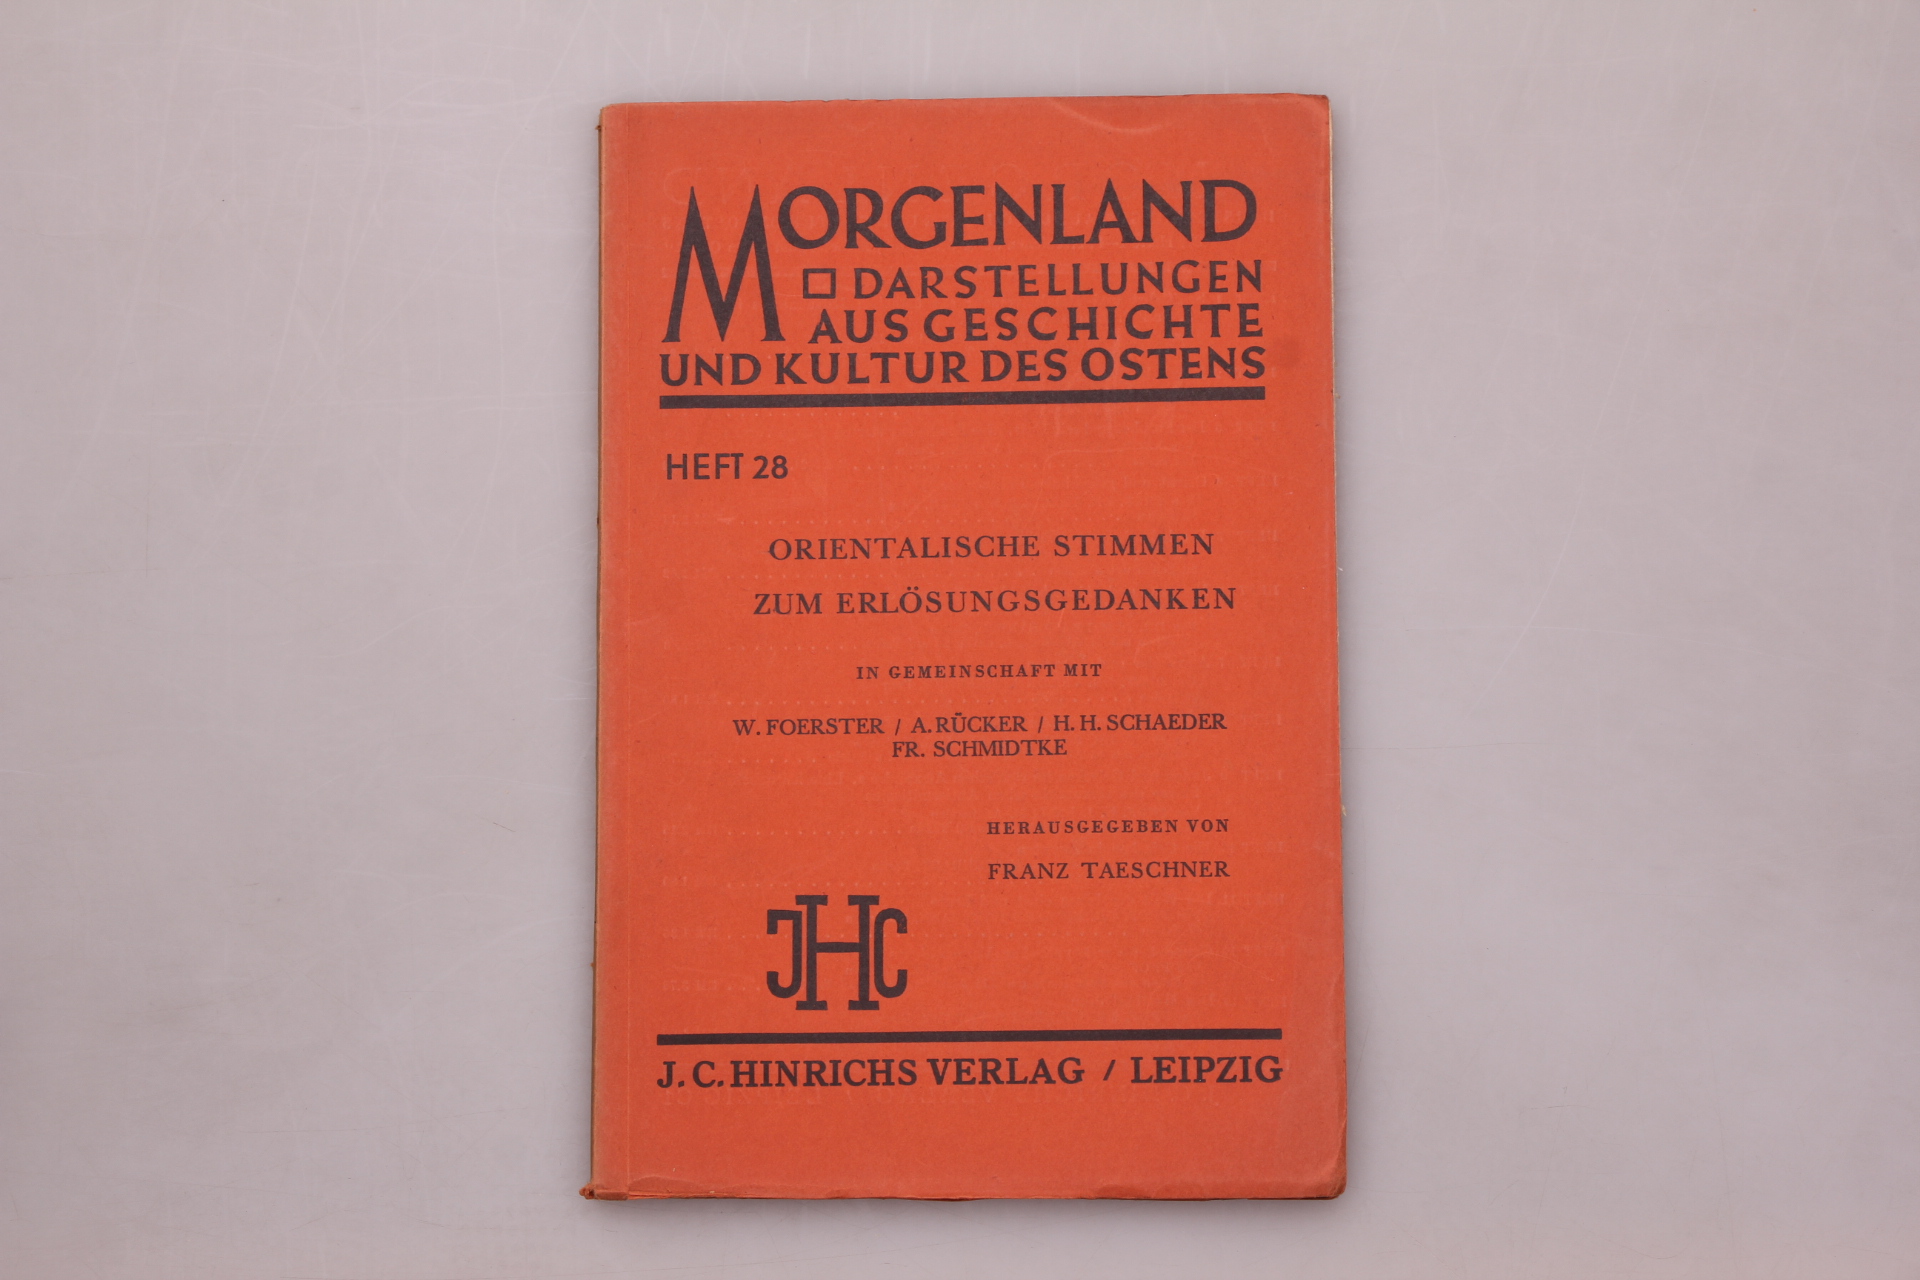 MORGENLAND
DARSTELLUNGEN
AUS GESCHICHTE
UND KULTUR DES OSTENS
HEFT 28
ORIENTALISCHE STIMMEN
ZUM ERLÖSUNGSGEDANKEN
IN GEMEINSCHAFT MIT
W. FOERSTER / A. RÜCKER / H. H. SCHAEDER
FR. SCHMIDTKE
HERAUSGEGEBEN VON
FRANZ TAESCHNER
JHC
J. C. HINRICHS VERLAG / LEIPZIG